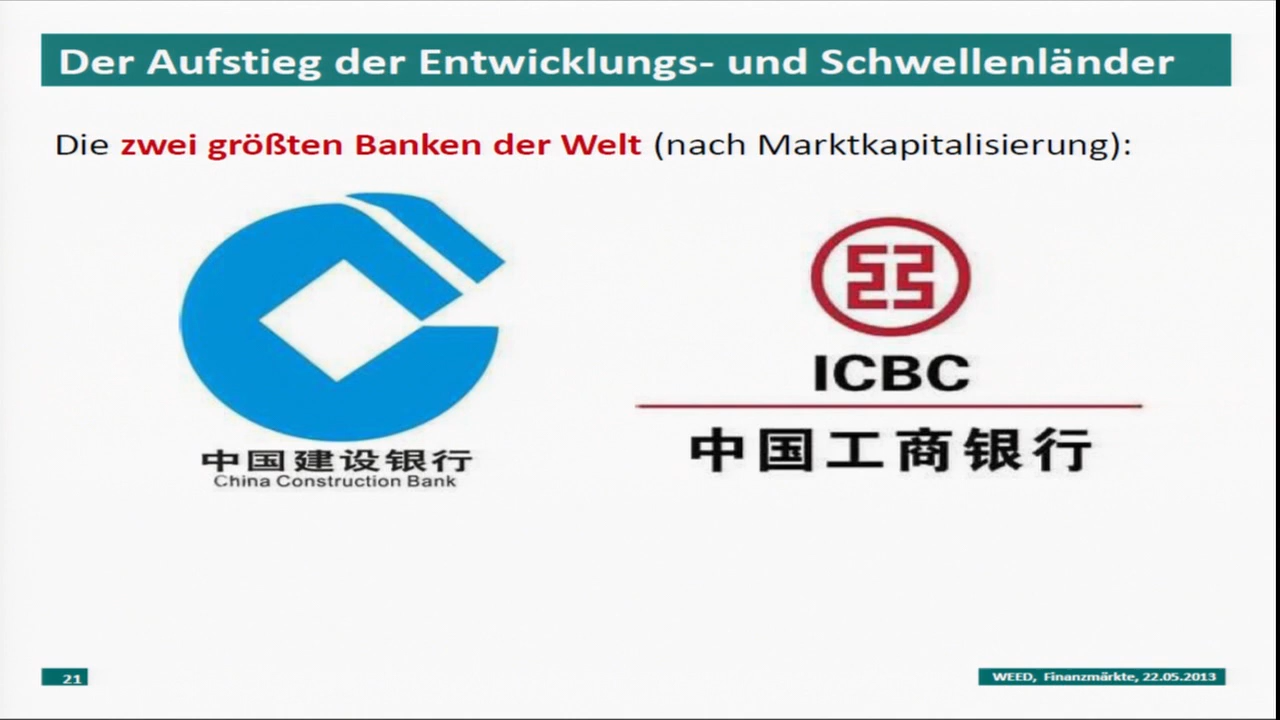 Der Aufstieg der Entwicklungs- und Schwellenländer
Die zwei größten Banken der Welt (nach Marktkapitalisierung):
中国建设银行
China Construction Bank
ICBC
中国工商银行
21
WEED, Finanzmärkte, 22.05.2013